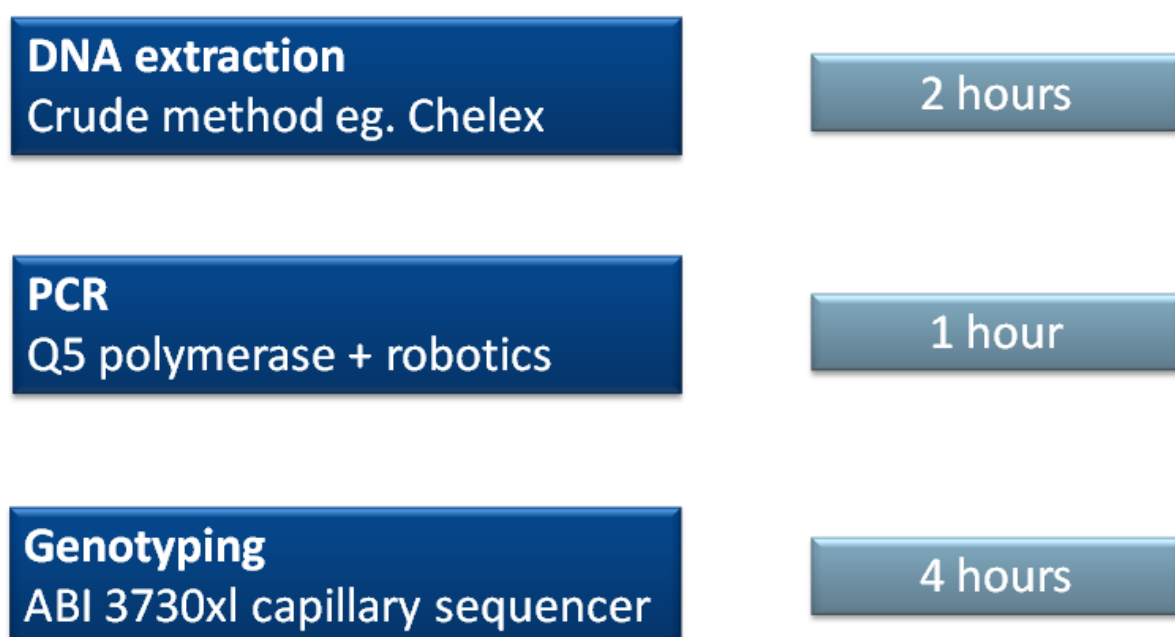 DNA extraction
Crude method eg. Chelex
2 hours
PCR
Q5 polymerase + robotics
1 hour
Genotyping
ABI 3730xl capillary sequencer
4 hours